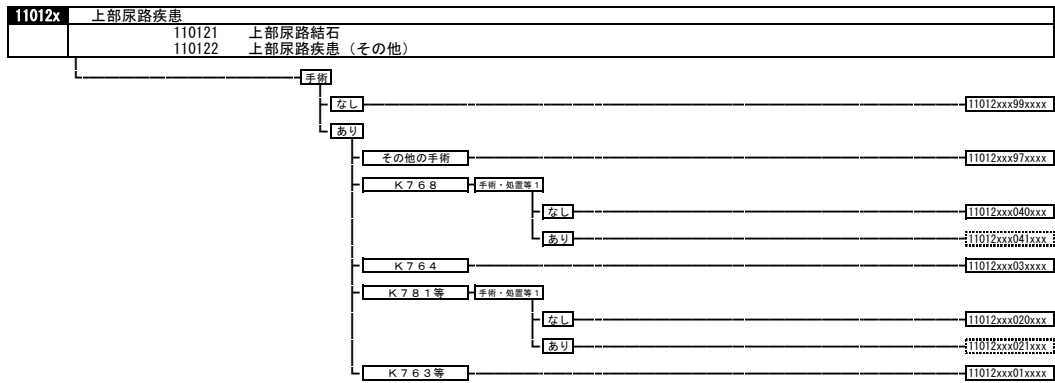 11012x 上部尿路疾患
110121 上部尿路結石
110122 上部尿路疾患（その他）
手術
なし 11012xxx99xxxx
あり
その他の手術 11012xxx97xxxx
Ｋ７６８ 手術・処置等１
なし 11012xxx040xxx
あり 11012xxx041xxx
Ｋ７６４ 11012xxx03xxxx
Ｋ７８１等 手術・処置等１
なし 11012xxx020xxx
あり 11012xxx021xxx
Ｋ７６３等 11012xxx01xxxx